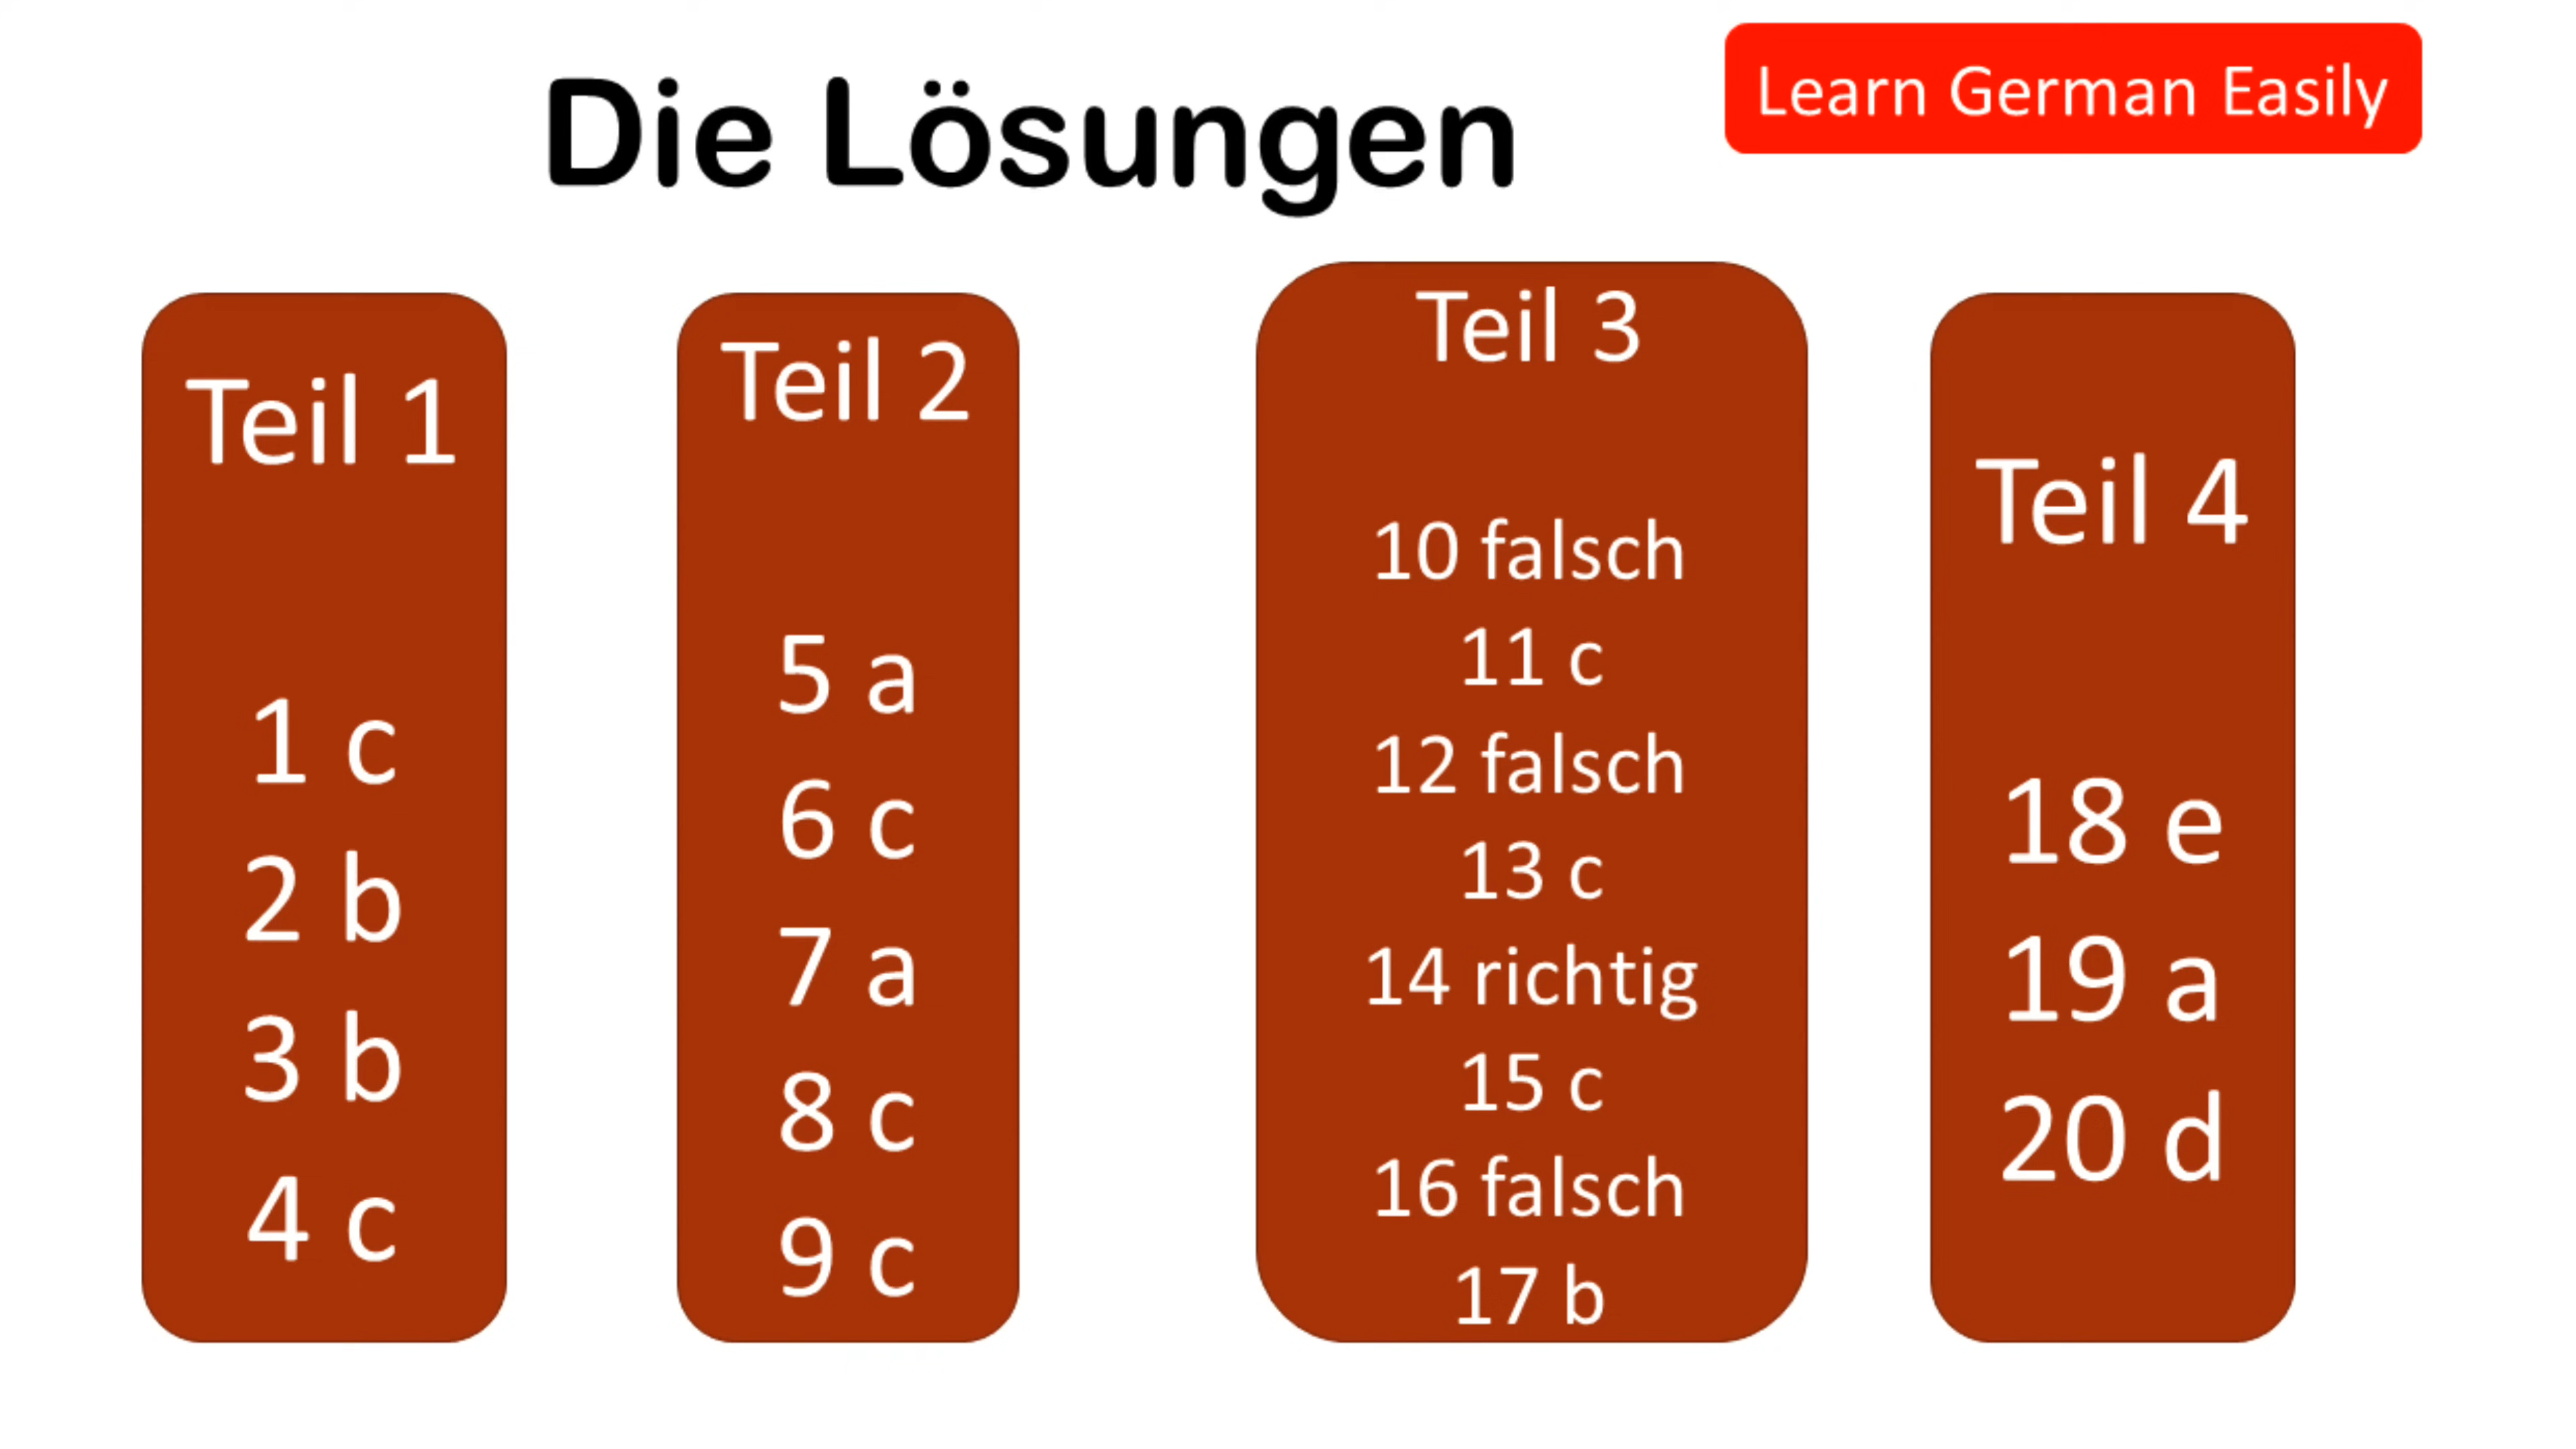 Die Lösungen
Learn German Easily
Teil 1
1 c
2 b
3 b
4 c
Teil 2
5 a
6 c
7 a
8 c
9 c
Teil 3
10 falsch
11 c
12 falsch
13 c
14 richtig
15 c
16 falsch
17 b
Teil 4
18 e
19 a
20 d